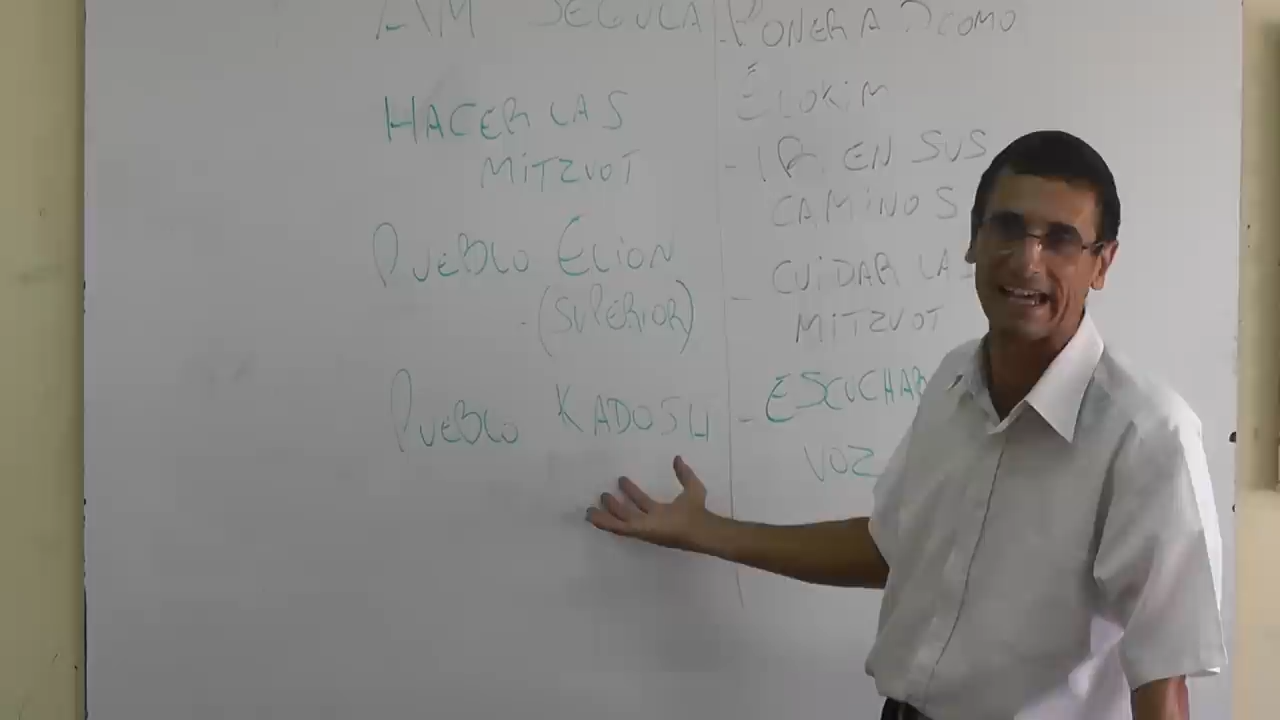 AM SEGULA
HACER LAS
MITZVOT
PUEBLO ELION
(SUPERIOR)
PUEBLO KADOSH
- PONER A D COMO
ELOKIM
- IR EN SUS
CAMINOS
- CUIDAR LAS
MITZVOT
- ESCUCHAR
VOZ